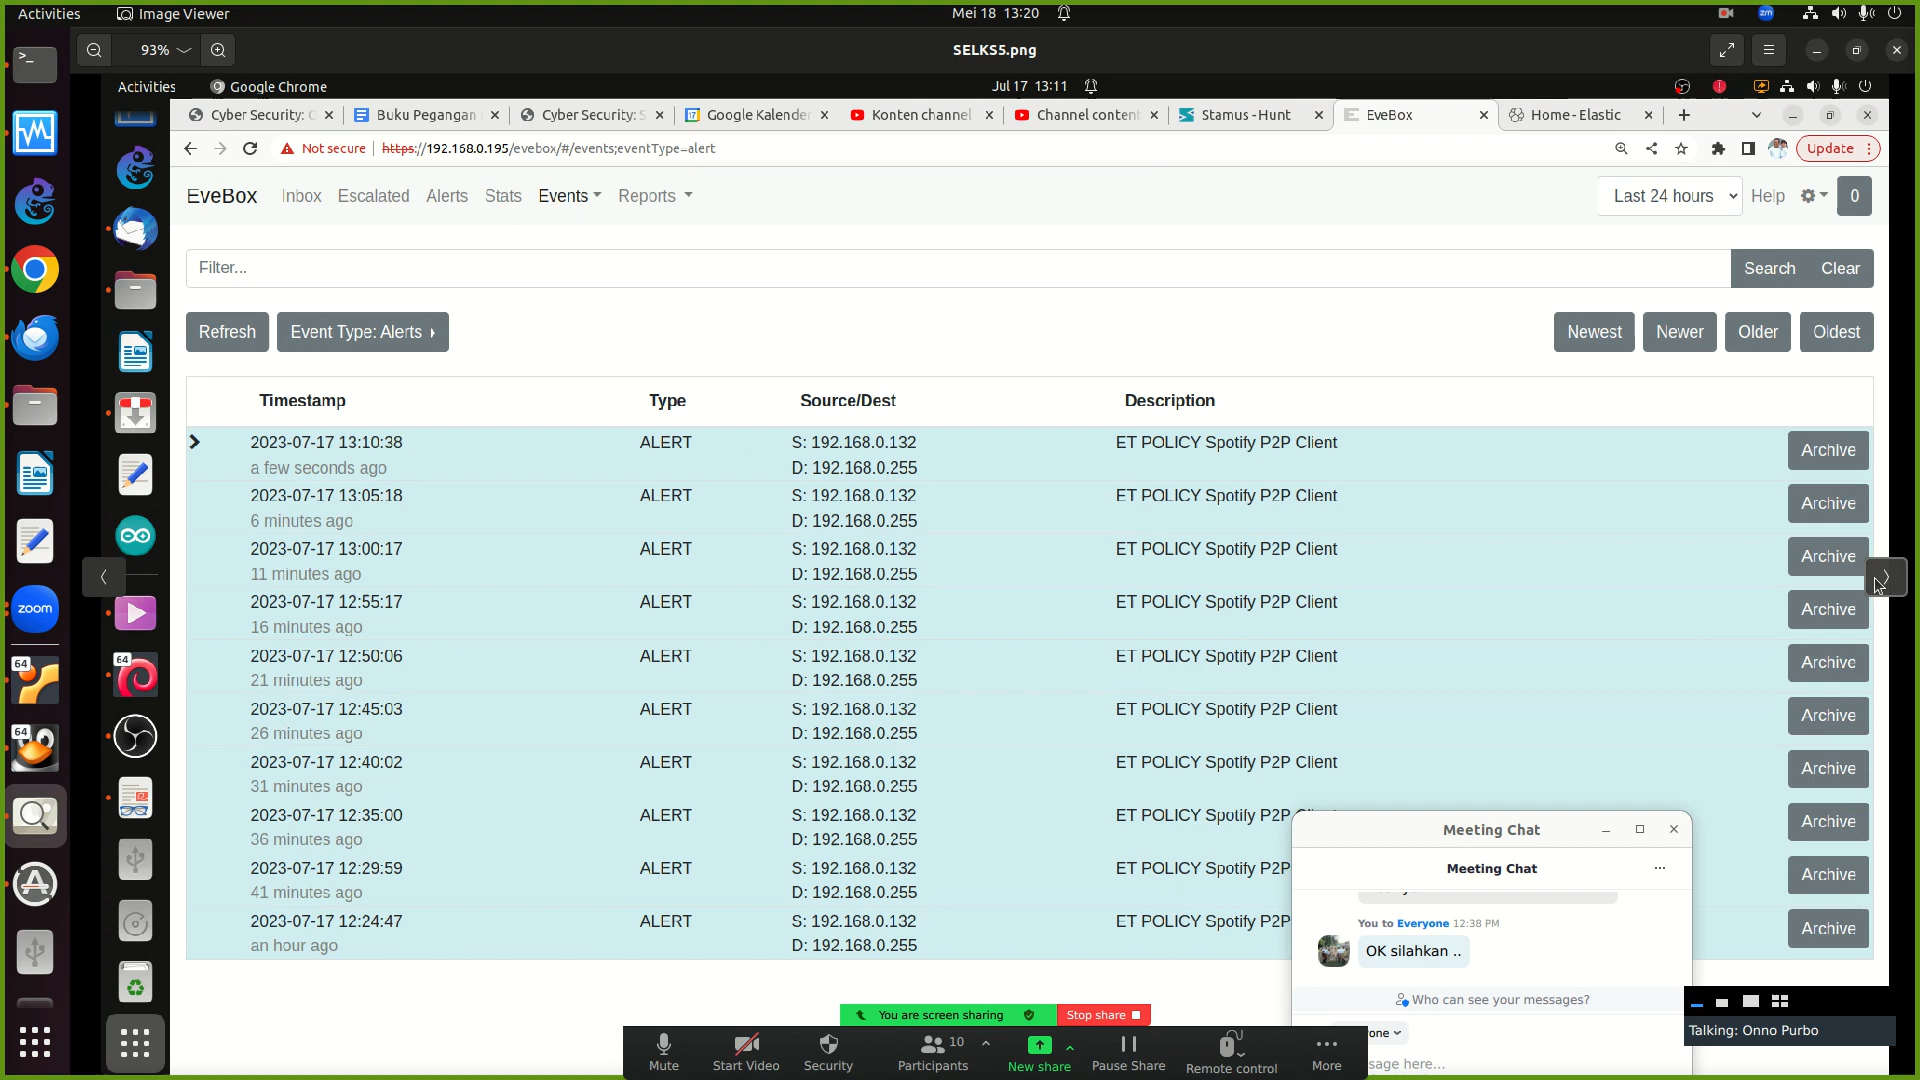 Activities
Image Viewer
Mei 18 13:20
zm
93%
SELKS5.png
Activities
Google Chrome
Jul 17 13:11
Cyber Security: C
Buku Pegangan
Cyber Security: S
Google Kalender
Konten channel
Channel content
Stamus - Hunt
EveBox
Home - Elastic
Not secure
https://192.168.0.195/evebox/#/events;eventType=alert
Update
EveBox
Inbox
Escalated
Alerts
Stats
Events
Reports
Last 24 hours
Help
0
Filter...
Search
Clear
Refresh
Event Type: Alerts
Newest
Newer
Older
Oldest
Timestamp
Type
Source/Dest
Description
2023-07-17 13:10:38 ALERT S: 192.168.0.132 ET POLICY Spotify P2P Client Archive
a few seconds ago D: 192.168.0.255
2023-07-17 13:05:18 ALERT S: 192.168.0.132 ET POLICY Spotify P2P Client Archive
6 minutes ago D: 192.168.0.255
2023-07-17 13:00:17 ALERT S: 192.168.0.132 ET POLICY Spotify P2P Client Archive
11 minutes ago D: 192.168.0.255
2023-07-17 12:55:17 ALERT S: 192.168.0.132 ET POLICY Spotify P2P Client Archive
16 minutes ago D: 192.168.0.255
2023-07-17 12:50:06 ALERT S: 192.168.0.132 ET POLICY Spotify P2P Client Archive
21 minutes ago D: 192.168.0.255
2023-07-17 12:45:03 ALERT S: 192.168.0.132 ET POLICY Spotify P2P Client Archive
26 minutes ago D: 192.168.0.255
2023-07-17 12:40:02 ALERT S: 192.168.0.132 ET POLICY Spotify P2P Client Archive
31 minutes ago D: 192.168.0.255
2023-07-17 12:35:00 ALERT S: 192.168.0.132 ET POLICY Spotify P2P Client Archive
36 minutes ago D: 192.168.0.255
2023-07-17 12:29:59 ALERT S: 192.168.0.132 ET POLICY Spotify P2P Archive
41 minutes ago D: 192.168.0.255
2023-07-17 12:24:47 ALERT S: 192.168.0.132 ET POLICY Spotify P2P Archive
an hour ago D: 192.168.0.255
zoom
64
64
64
Meeting Chat
Meeting Chat
You to Everyone 12:38 PM
OK silahkan ..
Who can see your messages?
one
sage here...
You are screen sharing
Stop share
Mute
Start Video
Security
Participants
10
New share
Pause Share
Remote control
More
Talking: Onno Purbo